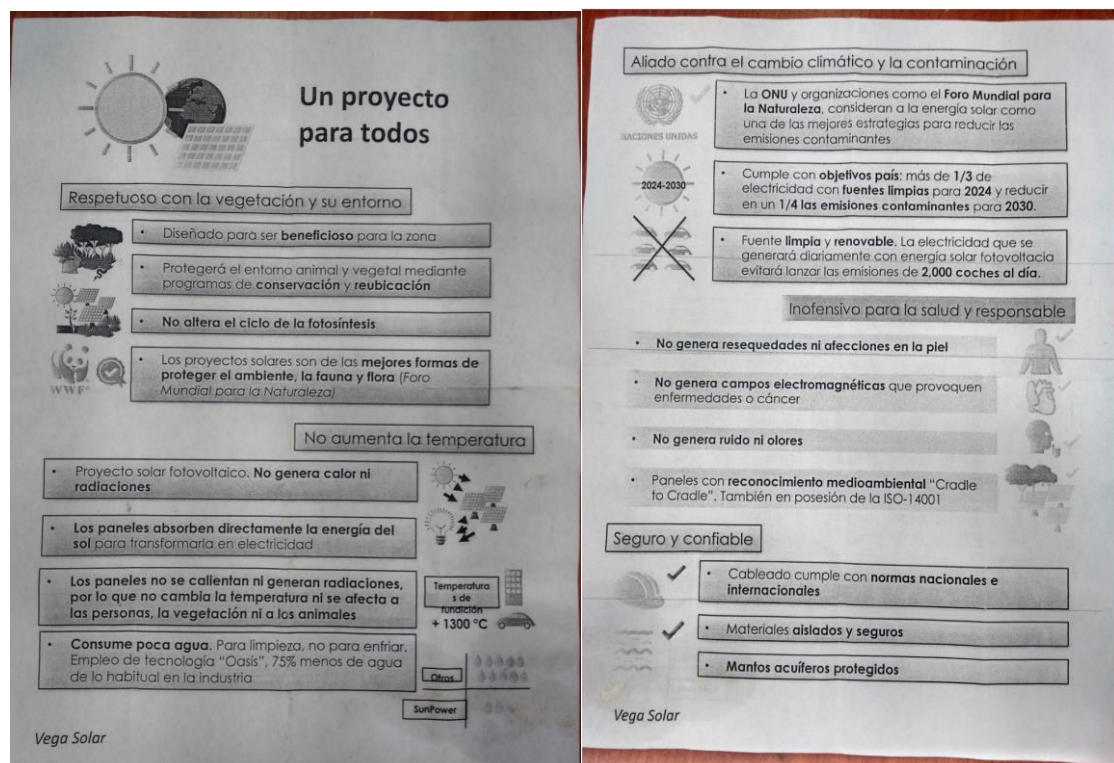 Un proyecto
para todos
Respetuoso con la vegetación y su entorno
• Diseñado para ser beneficioso para la zona
• Protegerá el entorno animal y vegetal mediante
programas de conservación y reubicación
• No altera el ciclo de la fotosíntesis
WWF
• Los proyectos solares son de las mejores formas de
proteger el ambiente, la fauna y flora (Foro
Mundial para la Naturaleza)
No aumenta la temperatura
• Proyecto solar fotovoltaico. No genera calor ni
radiaciones
• Los paneles absorben directamente la energía del
sol para transformarla en electricidad
• Los paneles no se calientan ni generan radiaciones,
por lo que no cambia la temperatura ni se afecta a
las personas, la vegetación ni a los animales
Temperatura
s de
fundición
+ 1300 °C
• Consume poca agua. Para limpieza, no para enfriar.
Empleo de tecnología “Oasis”, 75% menos de agua
de lo habitual en la industria
Otros
SunPower
Vega Solar
Aliado contra el cambio climático y la contaminación
NACIONES UNIDAS
• La ONU y organizaciones como el Foro Mundial para
la Naturaleza, consideran a la energía solar como
una de las mejores estrategias para reducir las
emisiones contaminantes
2024-2030
• Cumple con objetivos país: más de 1/3 de
electricidad con fuentes limpias para 2024 y reducir
en un 1/4 las emisiones contaminantes para 2030.
• Fuente limpia y renovable. La electricidad que se
generará diariamente con energía solar fotovoltacia
evitará lanzar las emisiones de 2,000 coches al día.
Inofensivo para la salud y responsable
• No genera resequedades ni afecciones en la piel
• No genera campos electromagnéticas que provoquen
enfermedades o cáncer
• No genera ruido ni olores
• Paneles con reconocimiento medioambiental “Cradle
to Cradle”. También en posesión de la ISO-14001
Seguro y confiable
• Cableado cumple con normas nacionales e
internacionales
• Materiales aislados y seguros
• Mantos acuíferos protegidos
Vega Solar